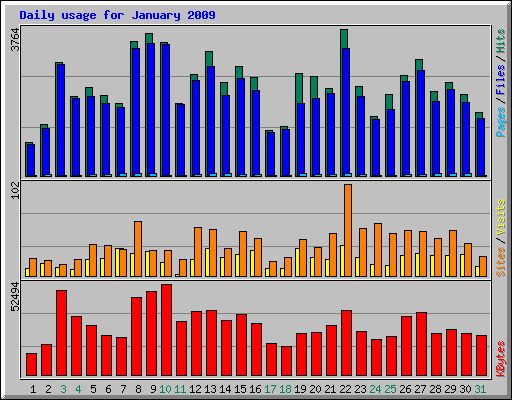 Daily usage for January 2009
3764
Pages / Files / Hits
102
Sites / Visits
52494
KBytes
1 2 3 4 5 6 7 8 9 10 11 12 13 14 15 16 17 18 19 20 21 22 23 24 25 26 27 28 29 30 31